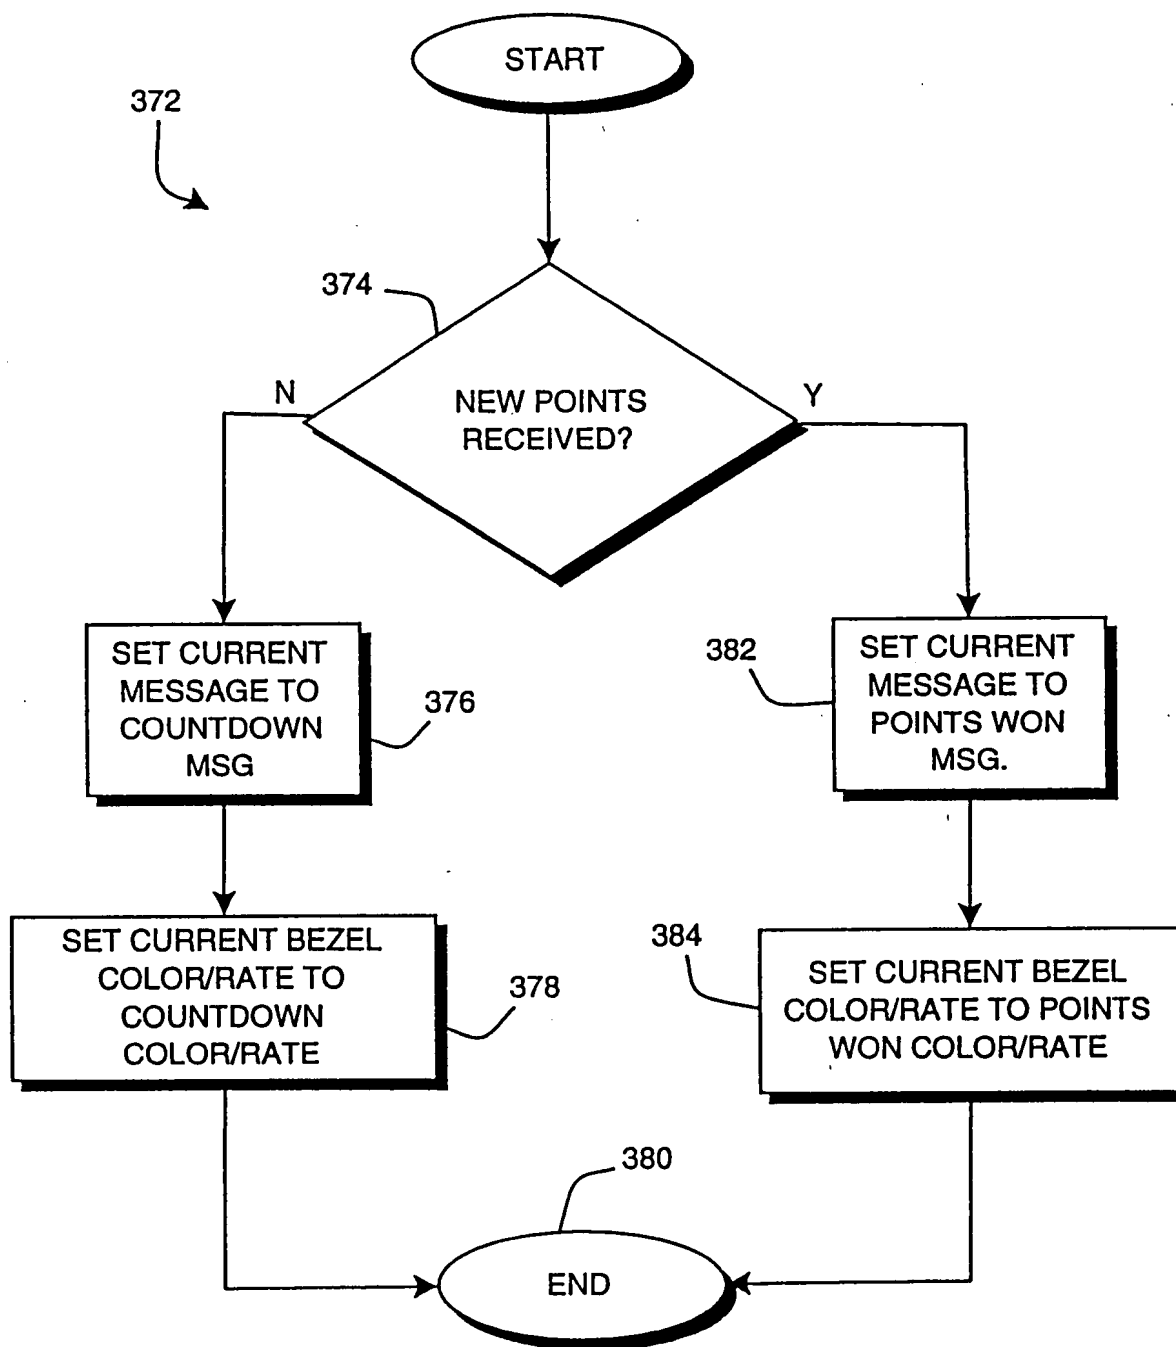 START
372
374
N
Y
NEW POINTS
RECEIVED?
SET CURRENT
MESSAGE TO
COUNTDOWN
MSG
376
382
SET CURRENT
MESSAGE TO
POINTS WON
MSG.
SET CURRENT BEZEL
COLOR/RATE TO
COUNTDOWN
COLOR/RATE
378
384
SET CURRENT BEZEL
COLOR/RATE TO POINTS
WON COLOR/RATE
380
END